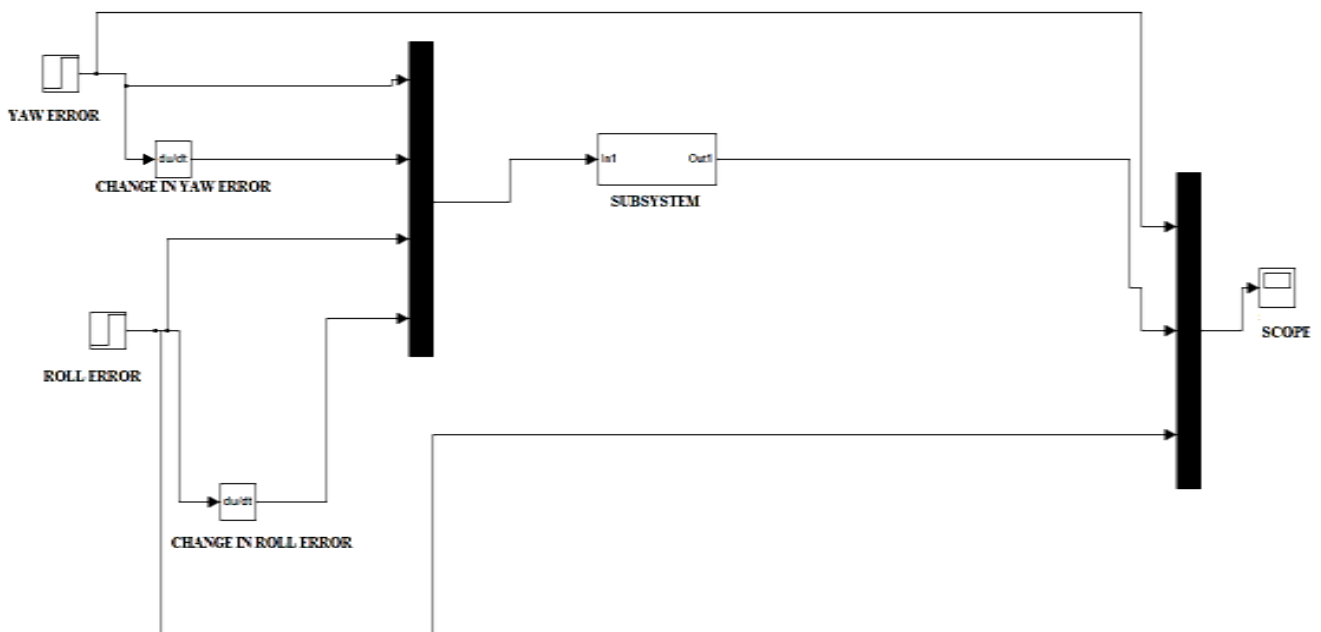 YAW ERROR
du/dt
CHANGE IN YAW ERROR
In1
Out1
SUBSYSTEM
ROLL ERROR
du/dt
CHANGE IN ROLL ERROR
SCOPE